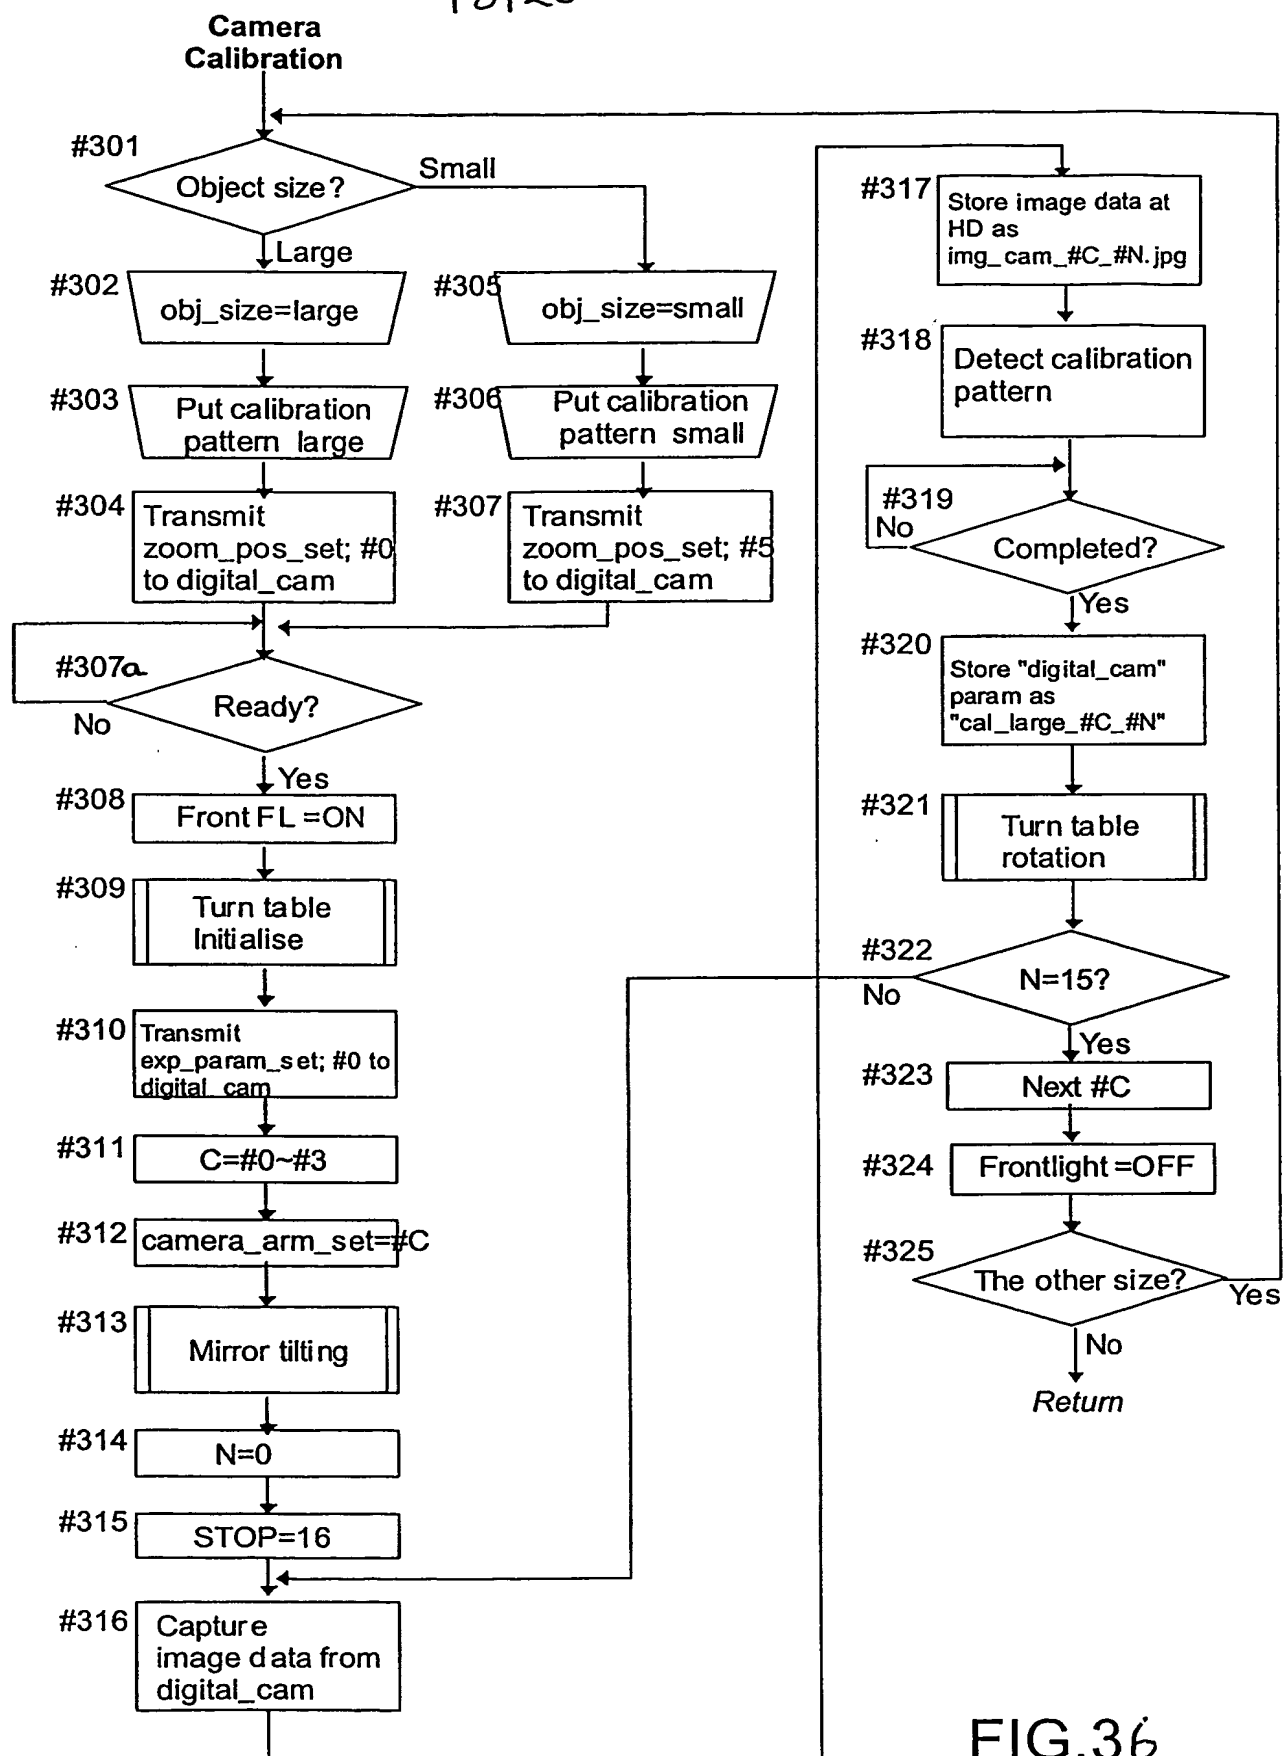 Camera
Calibration
#301
Object size?
Small
Large
#302
obj_size=large
#305
obj_size=small
#303
Put calibration
pattern large
#306
Put calibration
pattern small
#304
Transmit
zoom_pos_set; #0
to digital_cam
#307
Transmit
zoom_pos_set; #5
to digital_cam
#307a
Ready?
No
Yes
#308
Front FL =ON
#309
Turn table
Initialise
#310
Transmit
exp_param_set; #0 to
digital_cam
#311
C=#0~#3
#312
camera_arm_set=#C
#313
Mirror tilting
#314
N=0
#315
STOP=16
#316
Capture
image data from
digital_cam
#317
Store image data at
HD as
img_cam_#C_#N.jpg
#318
Detect calibration
pattern
#319
No
Completed?
Yes
#320
Store "digital_cam"
param as
"cal_large_#C_#N"
#321
Turn table
rotation
#322
N=15?
No
Yes
#323
Next #C
#324
Frontlight =OFF
#325
The other size?
Yes
No
Return
FIG.36